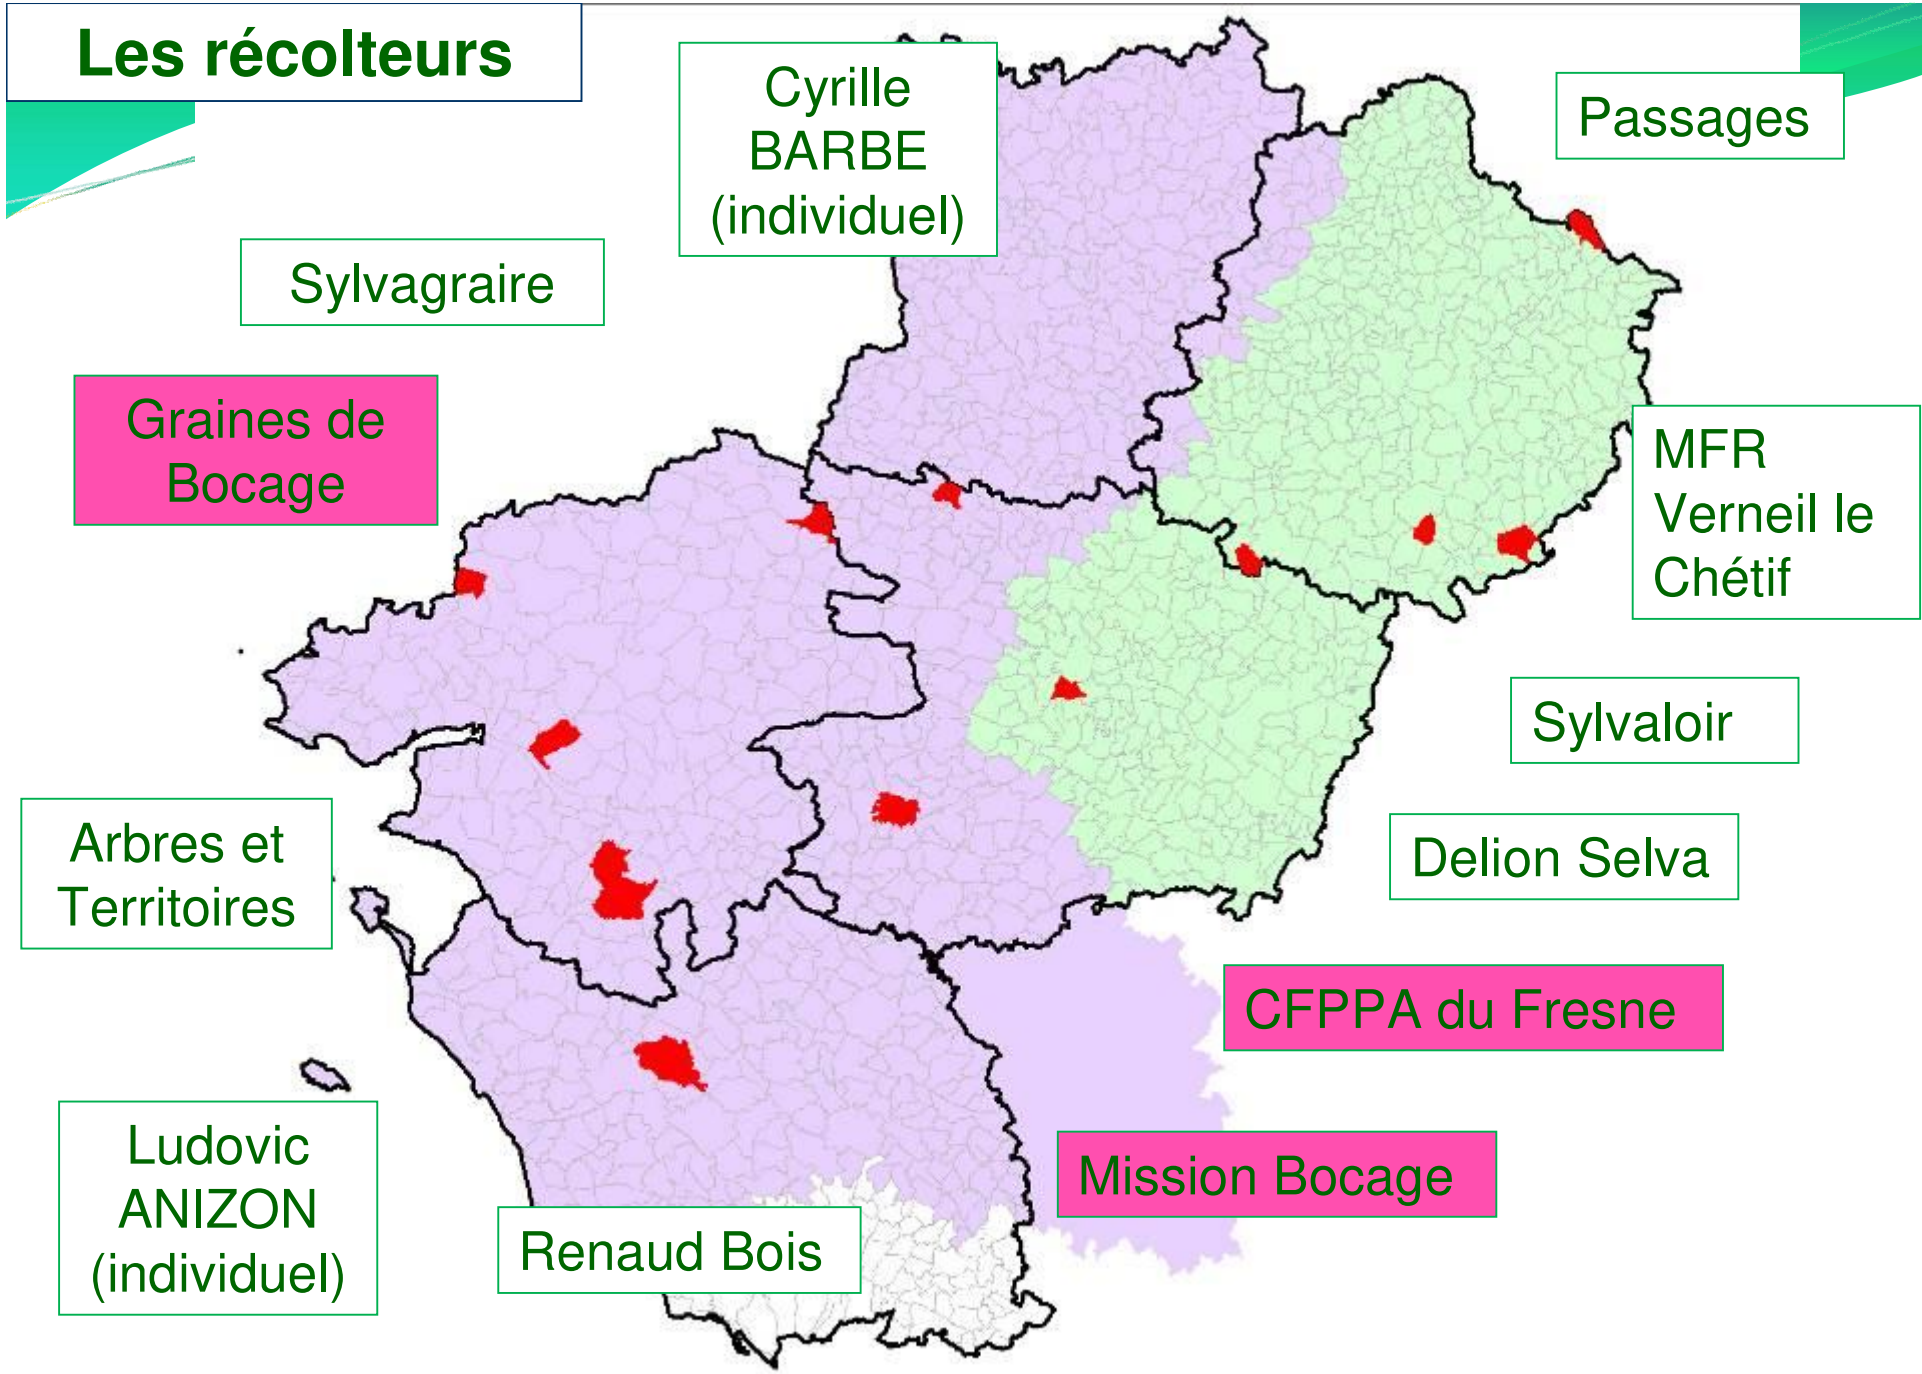 Les récolteurs
Cyrille
BARBE
(individuel)
Passages
Sylvagraire
Graines de
Bocage
MFR
Verneil le
Chétif
Sylvaloir
Arbres et
Territoires
Delion Selva
CFPPA du Fresne
Ludovic
ANIZON
(individuel)
Mission Bocage
Renaud Bois